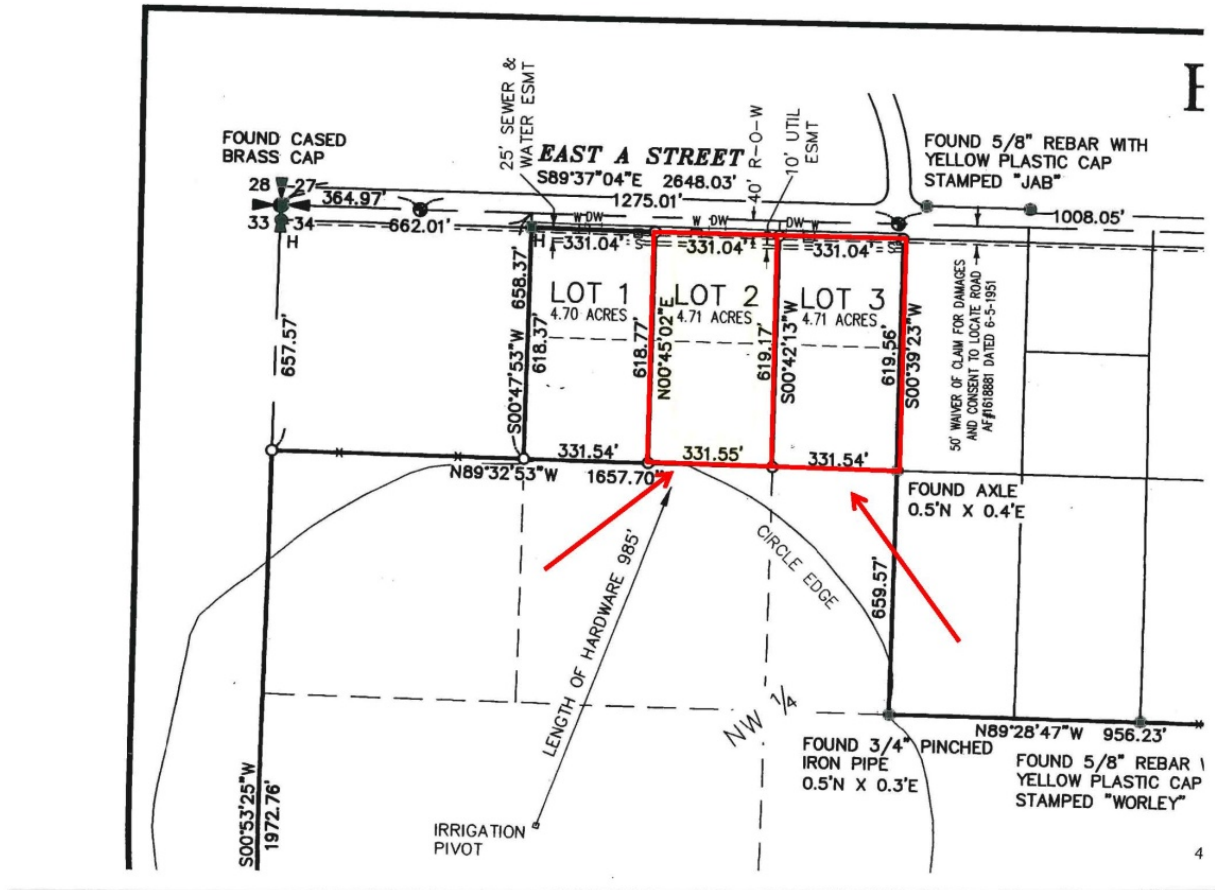 25' SEWER &
WATER ESMT
FOUND CASED
BRASS CAP
EAST A STREET
S89°37'04"E 2648.03'
40' R-O-W
10' UTIL
ESMT
FOUND 5/8" REBAR WITH
YELLOW PLASTIC CAP
STAMPED "JAB"
28 27
364.97'
1275.01'
1008.05'
33 34
662.01'
W DW
W DW
DW W
H
H
331.04'
S
331.04'
331.04'
S
657.57'
658.37'
S00°47'53"W
618.37'
LOT 1
4.70 ACRES
618.77'
N00°45'02"E
LOT 2
4.71 ACRES
619.17'
S00°42'13"W
LOT 3
4.71 ACRES
619.56'
S00°39'23"W
50' WAIVER OF CLAIM FOR DAMAGES
AND CONSENT TO LOCATE ROAD
AF#1618881 DATED 6-5-1951
331.54'
331.55'
331.54'
N89°32'53"W
1657.70'
FOUND AXLE
0.5'N X 0.4'E
CIRCLE EDGE
LENGTH OF HARDWARE 985'
659.57'
NW 1/4
N89°28'47"W 956.23'
FOUND 3/4" PINCHED
IRON PIPE
0.5'N X 0.3'E
FOUND 5/8" REBAR
YELLOW PLASTIC CAP
STAMPED "WORLEY"
S00°53'25"W
1972.76'
IRRIGATION
PIVOT
4